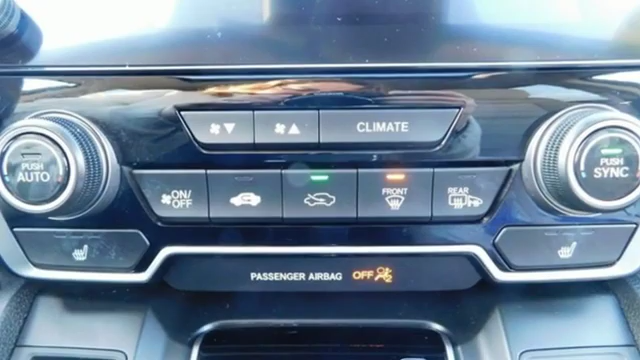 CLIMATE
PUSH
AUTO
ON/
OFF
FRONT
REAR
PUSH
SYNC
PASSENGER AIRBAG OFF